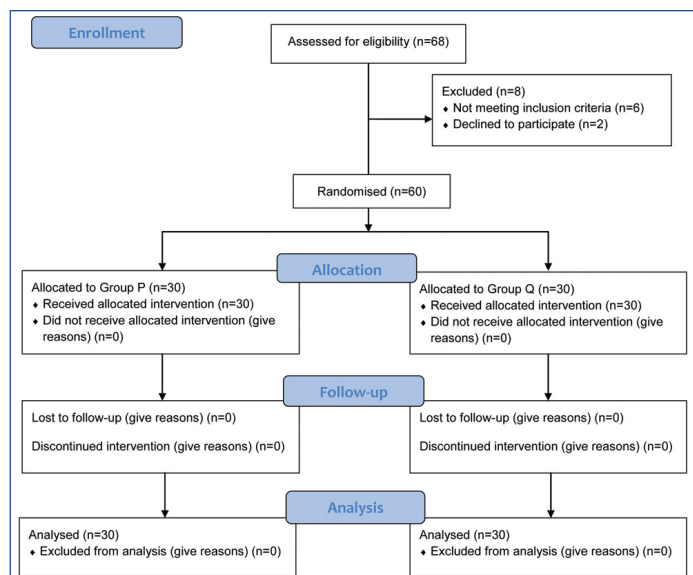 Enrollment
Assessed for eligibility (n=68)
Excluded (n=8)
♦ Not meeting inclusion criteria (n=6)
♦ Declined to participate (n=2)
Randomised (n=60)
Allocation
Allocated to Group P (n=30)
♦ Received allocated intervention (n=30)
♦ Did not receive allocated intervention (give
reasons) (n=0)
Allocated to Group Q (n=30)
♦ Received allocated intervention (n=30)
♦ Did not receive allocated intervention (give
reasons) (n=0)
Follow-up
Lost to follow-up (give reasons) (n=0)
Discontinued intervention (give reasons) (n=0)
Lost to follow-up (give reasons) (n=0)
Discontinued intervention (give reasons) (n=0)
Analysis
Analysed (n=30)
♦ Excluded from analysis (give reasons) (n=0)
Analysed (n=30)
♦ Excluded from analysis (give reasons) (n=0)